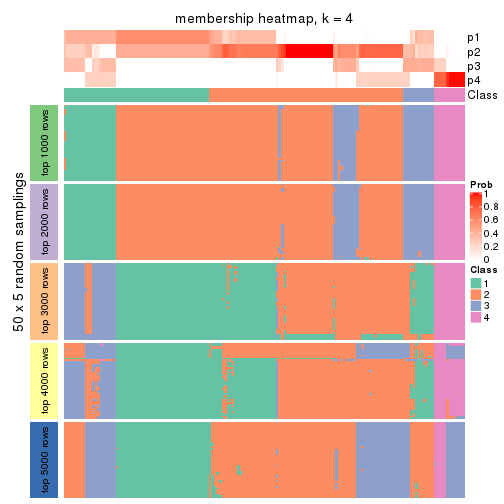 membership heatmap, k = 4
p1
p2
p3
p4
Class
50 x 5 random samplings
top 1000 rows
top 2000 rows
top 3000 rows
top 4000 rows
top 5000 rows
Prob
1
0.8
0.6
0.4
0.2
0
Class
1
2
3
4